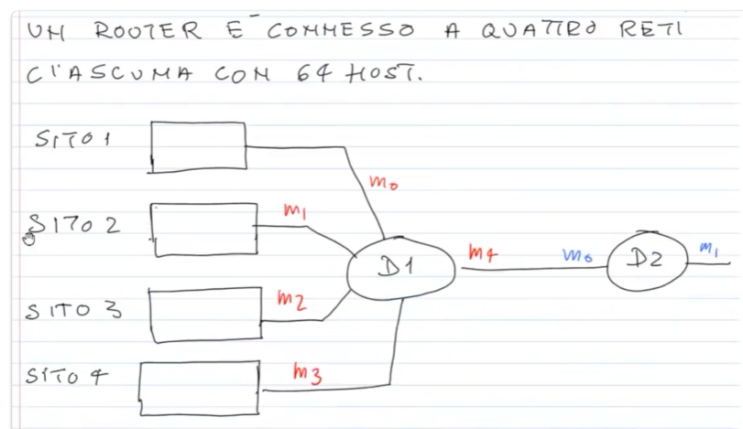 UN ROUTER E' CONNESSO A QUATTRO RETI
CIASCUNA CON 64 HOST.
SITO 1
m0
SITO 2
m1
D1
m4
m0
D2
m1
SITO 3
m2
SITO 4
m3